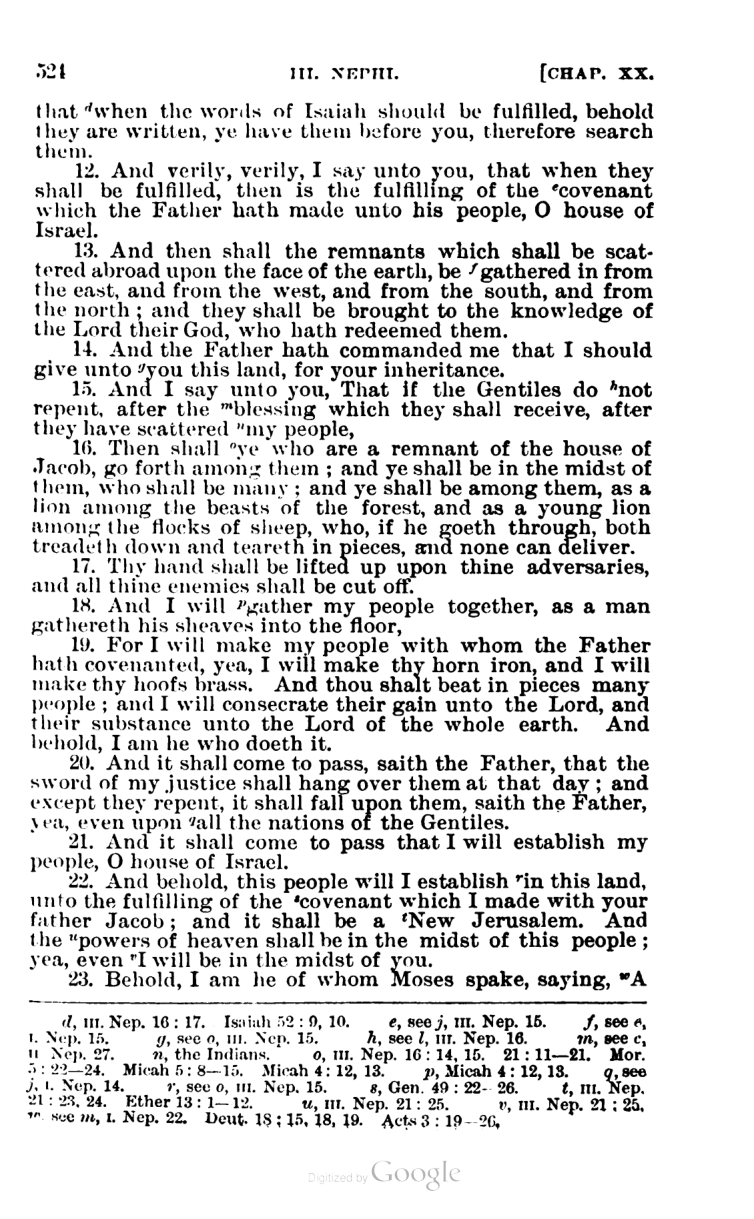 524 III. NEPHI. [CHAP. XX.
that ᵈwhen the words of Isaiah should be fulfilled, behold
they are written, ye have them before you, therefore search
them.
12. And verily, verily, I say unto you, that when they
shall be fulfilled, then is the fulfilling of the ᵉcovenant
which the Father hath made unto his people, O house of
Israel.
13. And then shall the remnants which shall be scat-
tered abroad upon the face of the earth, be ᶠgathered in from
the east, and from the west, and from the south, and from
the north ; and they shall be brought to the knowledge of
the Lord their God, who hath redeemed them.
14. And the Father hath commanded me that I should
give unto ᵍyou this land, for your inheritance.
15. And I say unto you, That if the Gentiles do ʰnot
repent, after the ᵐblessing which they shall receive, after
they have scattered ⁿmy people,
16. Then shall ᵒye who are a remnant of the house of
Jacob, go forth among them ; and ye shall be in the midst of
them, who shall be many ; and ye shall be among them, as a
lion among the beasts of the forest, and as a young lion
among the flocks of sheep, who, if he goeth through, both
treadeth down and teareth in pieces, and none can deliver.
17. Thy hand shall be lifted up upon thine adversaries,
and all thine enemies shall be cut off.
18. And I will ᵖgather my people together, as a man
gathereth his sheaves into the floor,
19. For I will make my people with whom the Father
hath covenanted, yea, I will make thy horn iron, and I will
make thy hoofs brass. And thou shalt beat in pieces many
people ; and I will consecrate their gain unto the Lord, and
their substance unto the Lord of the whole earth. And
behold, I am he who doeth it.
20. And it shall come to pass, saith the Father, that the
sword of my justice shall hang over them at that day ; and
except they repent, it shall fall upon them, saith the Father,
yea, even upon qall the nations of the Gentiles.
21. And it shall come to pass that I will establish my
people, O house of Israel.
22. And behold, this people will I establish ʳin this land,
unto the fulfilling of the ˢcovenant which I made with your
father Jacob ; and it shall be a ᵗNew Jerusalem. And
the ᵘpowers of heaven shall be in the midst of this people ;
yea, even ᵛI will be in the midst of you.
23. Behold, I am he of whom Moses spake, saying, ʷA
d, III. Nep. 16 : 17. Isaiah 52 : 9, 10. e, see j, III. Nep. 15. f, see e,
I. Nep. 15. g, see o, III. Nep. 15. h, see l, III. Nep. 16. m, see c,
II Nep. 27. n, the Indians. o, III. Nep. 16 : 14, 15. 21 : 11—21. Mor.
5 : 22—24. Micah 5 : 8—15. Micah 4 : 12, 13. p, Micah 4 : 12, 13. q, see
j, I. Nep. 14. r, see o, III. Nep. 15. s, Gen. 49 : 22—26. t, III. Nep.
21 : 23, 24. Ether 13 : 1—12. u, III. Nep. 21 : 25. v, III. Nep. 21 : 25.
w, see m, I. Nep. 22. Deut. 18 : 15, 18, 19. Acts 3 : 19—26,
Digitized by Google